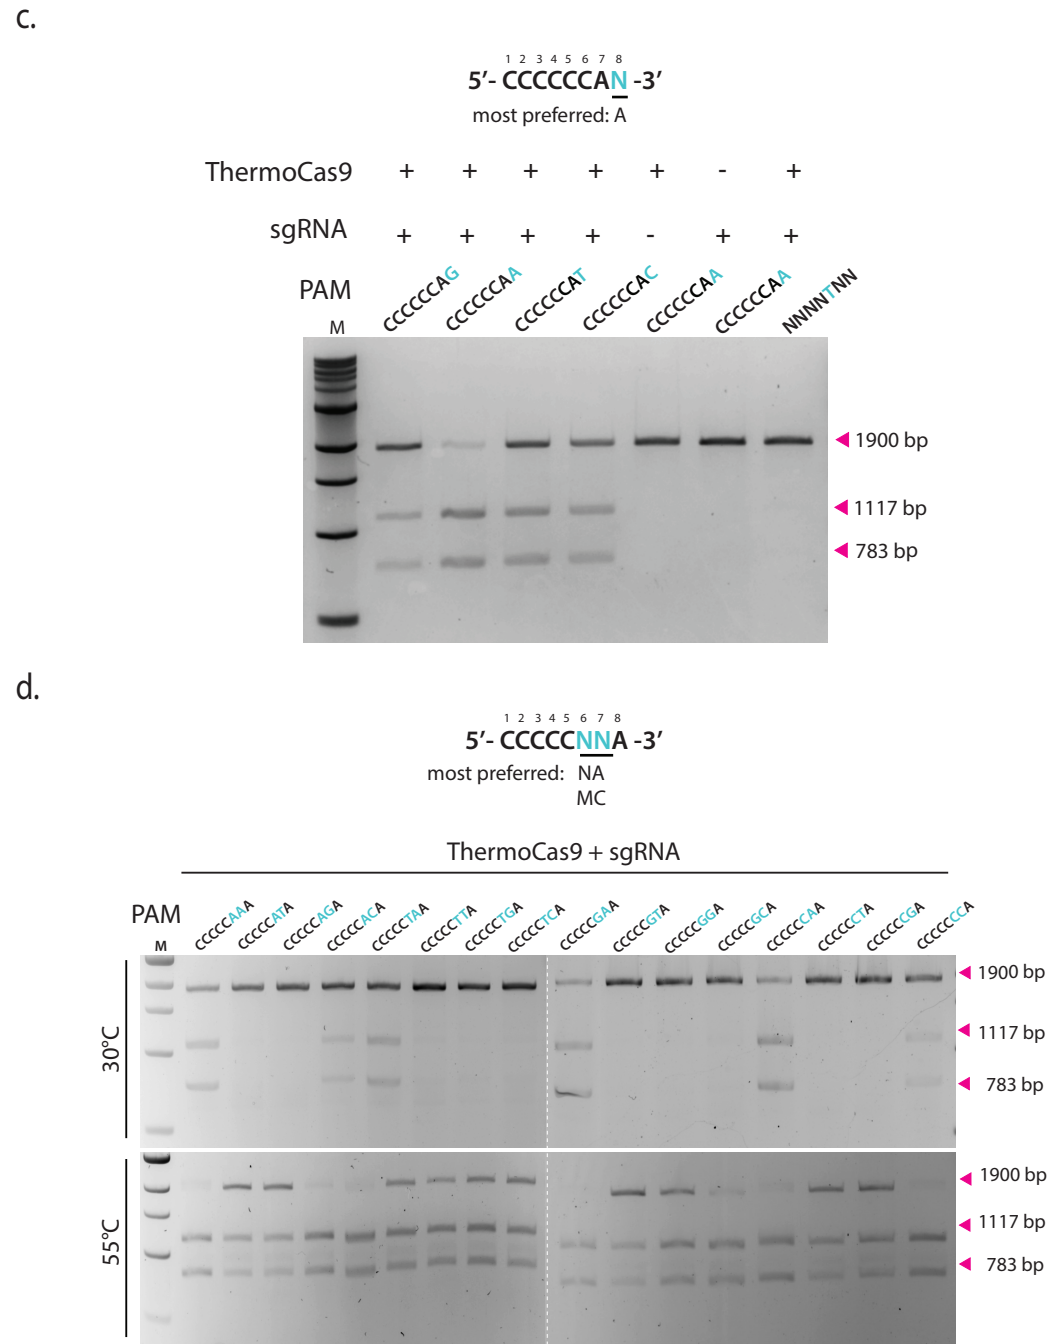 c.
1 2 3 4 5 6 7 8
5′- CCCCCCAN -3′
most preferred: A
ThermoCas9 + + + + + - +
sgRNA + + + + - + +
PAM CCCCCCAG CCCCCCAA CCCCCCAT CCCCCCAC CCCCCCAA CCCCCCAA NNNNTNN
M
1900 bp
1117 bp
783 bp
d.
1 2 3 4 5 6 7 8
5′- CCCCCNNA -3′
most preferred: NA
MC
ThermoCas9 + sgRNA
PAM CCCCCAAA CCCCCATA CCCCCAGA CCCCCACA CCCCCTAA CCCCCTTA CCCCCTGA CCCCCTCA CCCCCGAA CCCCCGTA CCCCCGGA CCCCCGCA CCCCCCAA CCCCCCTA CCCCCCGA CCCCCCCA
M
30°C
1900 bp
1117 bp
783 bp
55°C
1900 bp
1117 bp
783 bp